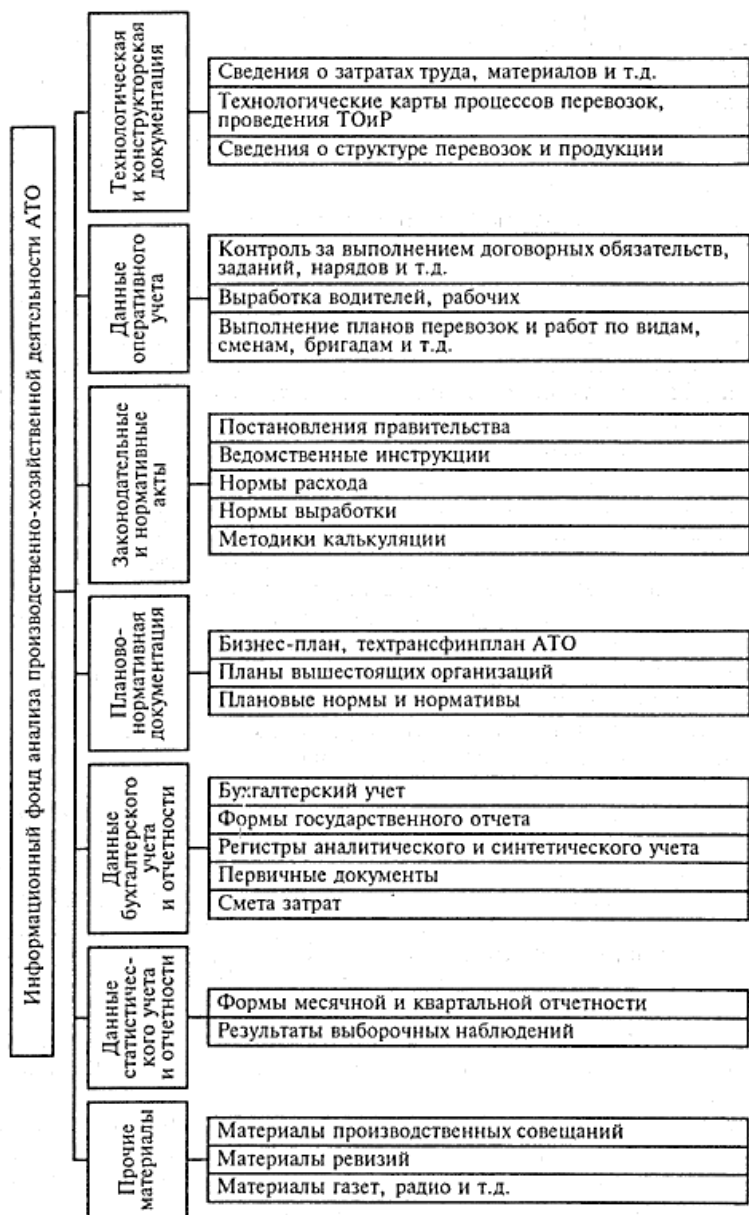 Информационный фонд анализа производственно-хозяйственной деятельности АТО
Технологическая
и конструкторская
документация
Сведения о затратах труда, материалов и т.д.
Технологические карты процессов перевозок,
проведения ТОиР
Сведения о структуре перевозок и продукции
Данные
оперативного
учета
Контроль за выполнением договорных обязательств,
заданий, нарядов и т.д.
Выработка водителей, рабочих
Выполнение планов перевозок и работ по видам,
сменам, бригадам и т.д.
Законодательные
и нормативные
акты
Постановления правительства
Ведомственные инструкции
Нормы расхода
Нормы выработки
Методики калькуляции
Планово-
нормативная
документация
Бизнес-план, техтрансфинплан АТО
Планы вышестоящих организаций
Плановые нормы и нормативы
Данные
бухгалтерского
учета
и отчетности
Бухгалтерский учет
Формы государственного отчета
Регистры аналитического и синтетического учета
Первичные документы
Смета затрат
Данные
статистичес-
кого учета
и отчетности
Формы месячной и квартальной отчетности
Результаты выборочных наблюдений
Прочие
материалы
Материалы производственных совещаний
Материалы ревизий
Материалы газет, радио и т.д.